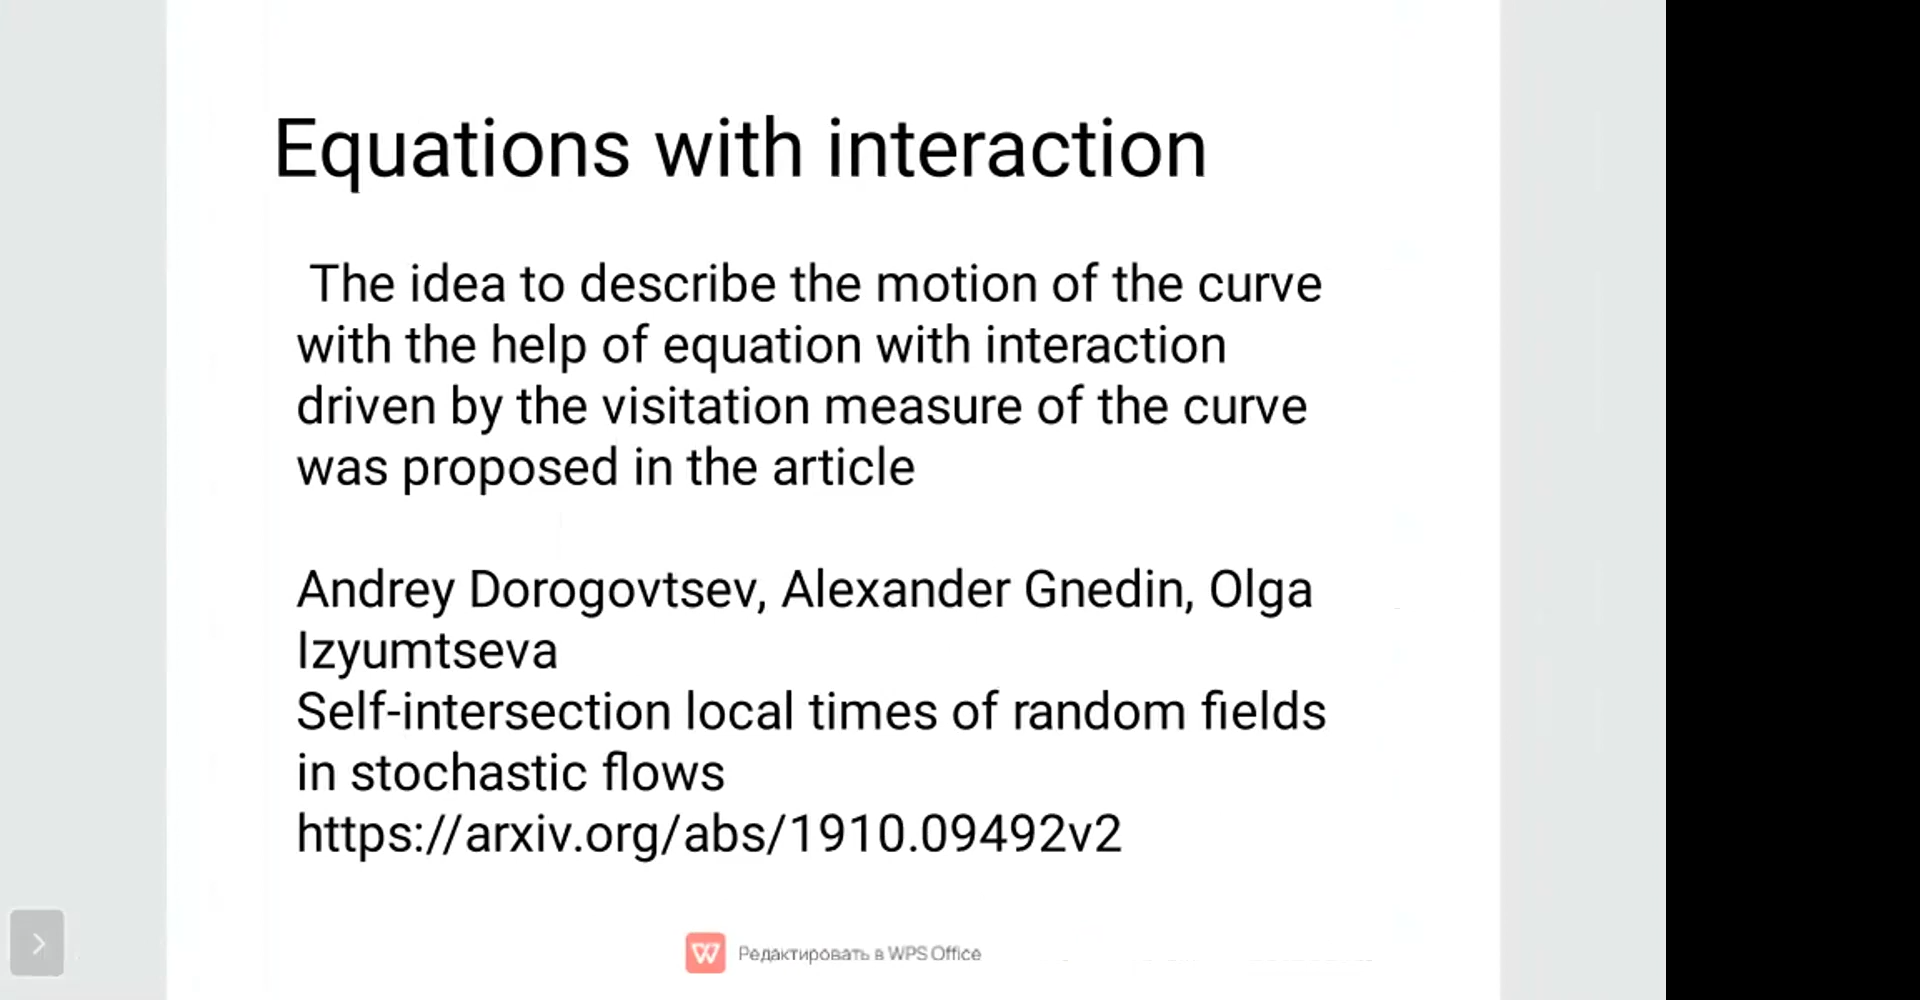 Equations with interaction
The idea to describe the motion of the curve
with the help of equation with interaction
driven by the visitation measure of the curve
was proposed in the article
Andrey Dorogovtsev, Alexander Gnedin, Olga
Izyumtseva
Self-intersection local times of random fields
in stochastic flows
https://arxiv.org/abs/1910.09492v2
Редактировать в WPS Office